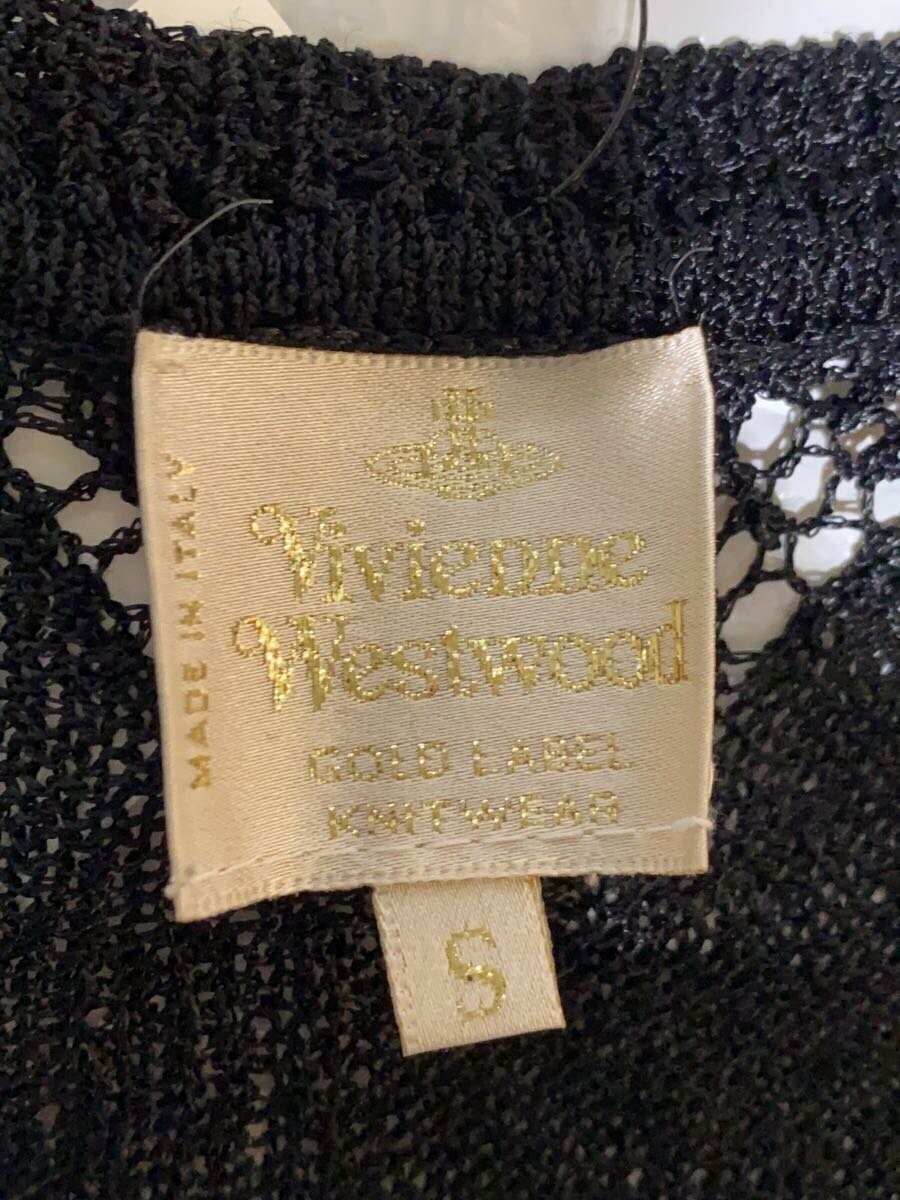 Vivienne
Westwood
GOLD LABEL
KNITWEAR
MADE IN ITALY
S